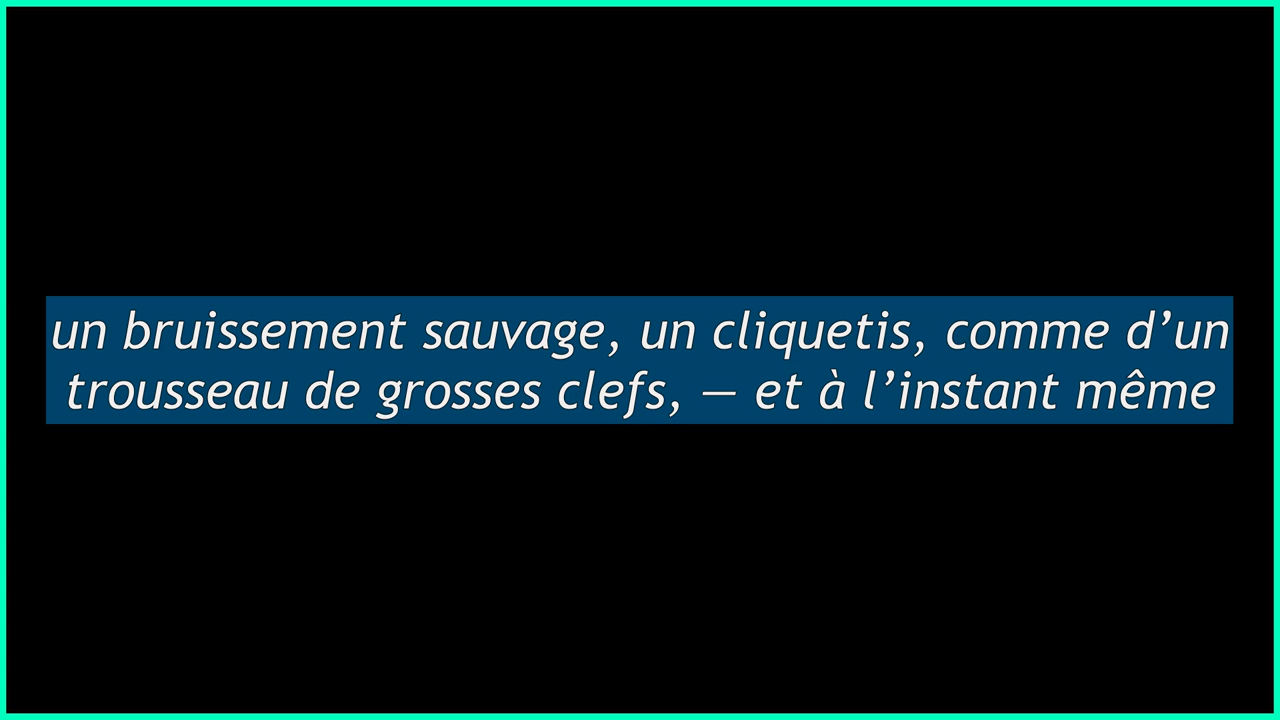 un bruissement sauvage, un cliquetis, comme d’un
trousseau de grosses clefs, — et à l’instant même